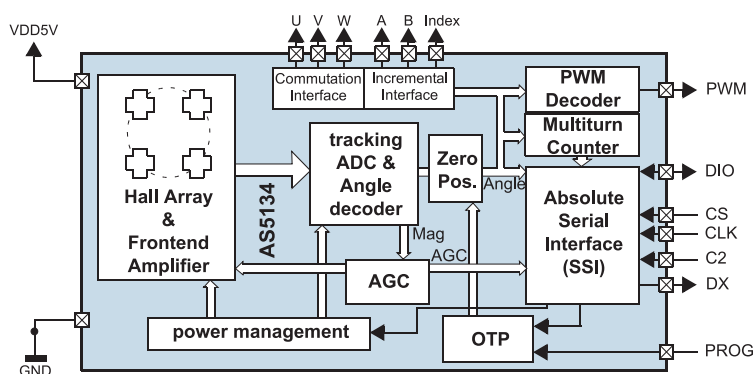 U V W A B Index
VDD5V
Commutation
Interface
Incremental
Interface
PWM
Decoder
PWM
Multiturn
Counter
tracking
ADC &
Angle
decoder
Zero
Pos.
Angle
Hall Array
&
Frontend
Amplifier
AS5134
Absolute
Serial
Interface
(SSI)
DIO
CS
CLK
C2
DX
Mag
AGC
AGC
power management
OTP
PROG
GND